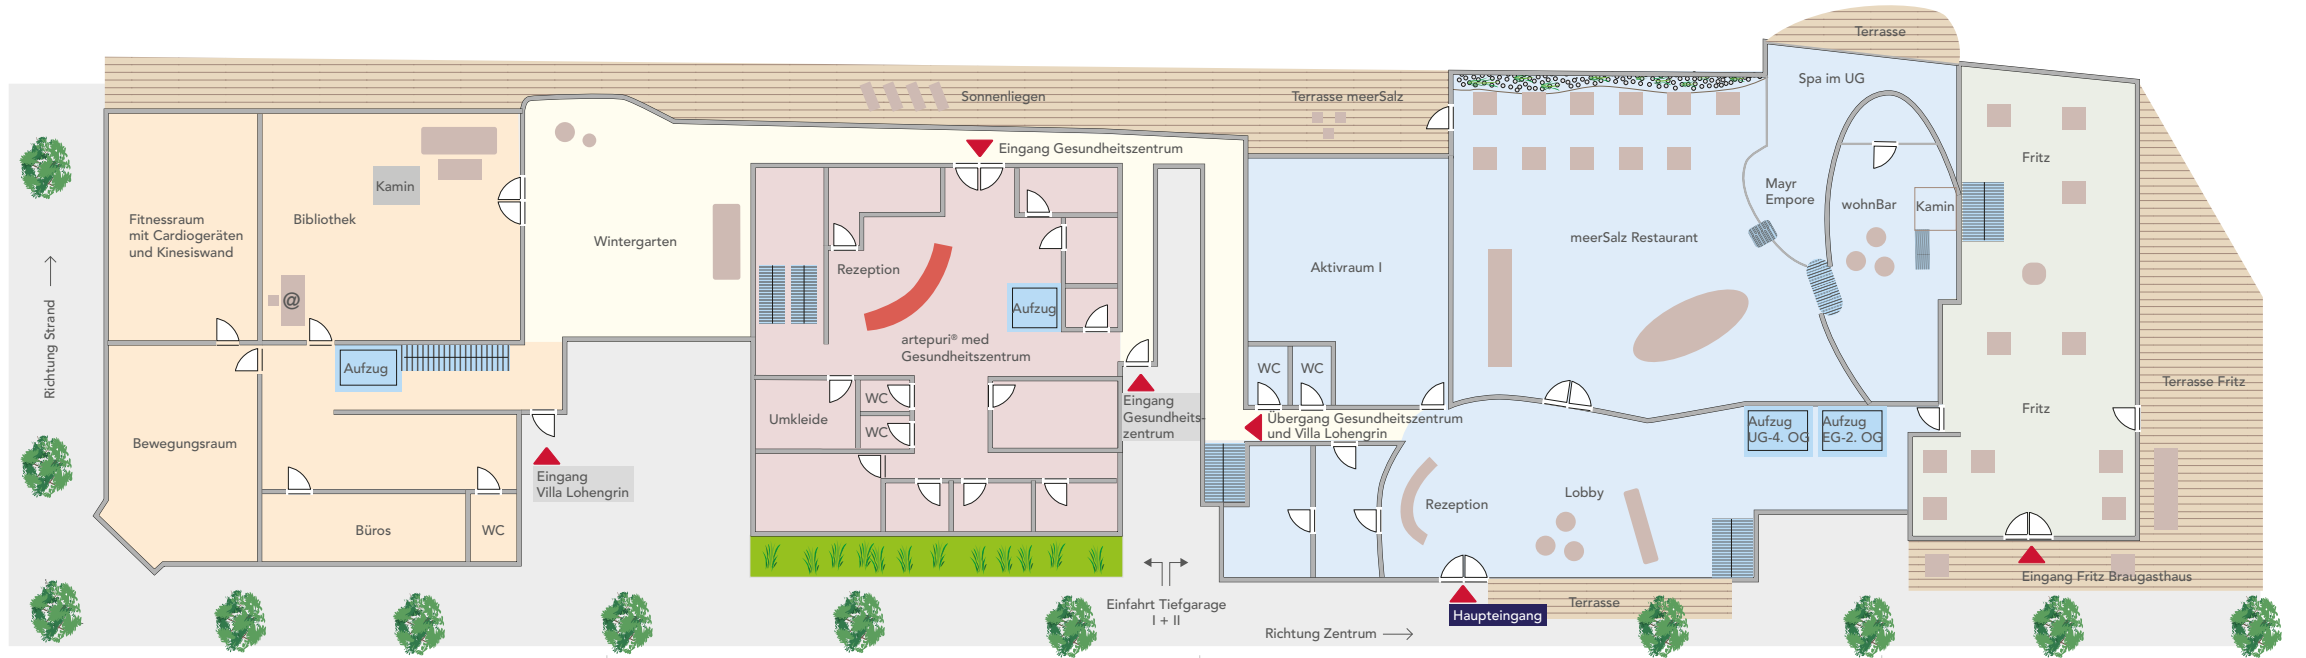 Terrasse
Spa im UG
Sonnenliegen
Terrasse meerSalz
Eingang Gesundheitszentrum
Fritz
Kamin
Mayr
Empore
wohnBar
Kamin
Fitnessraum
mit Cardiogeräten
und Kinesiswand
Bibliothek
Wintergarten
meerSalz Restaurant
Rezeption
Aktivraum I
@
Aufzug
Richtung Strand
artepuri® med
Gesundheitszentrum
Aufzug
WC
WC
Terrasse Fritz
Eingang
Gesundheits-
zentrum
WC
WC
Umkleide
Übergang Gesundheitszentrum
und Villa Lohengrin
Aufzug
UG-4. OG
Aufzug
EG-2. OG
Fritz
Bewegungsraum
Eingang
Villa Lohengrin
Büros
WC
Rezeption
Lobby
Eingang Fritz Braugasthaus
Einfahrt Tiefgarage
I + II
Haupteingang
Terrasse
Richtung Zentrum